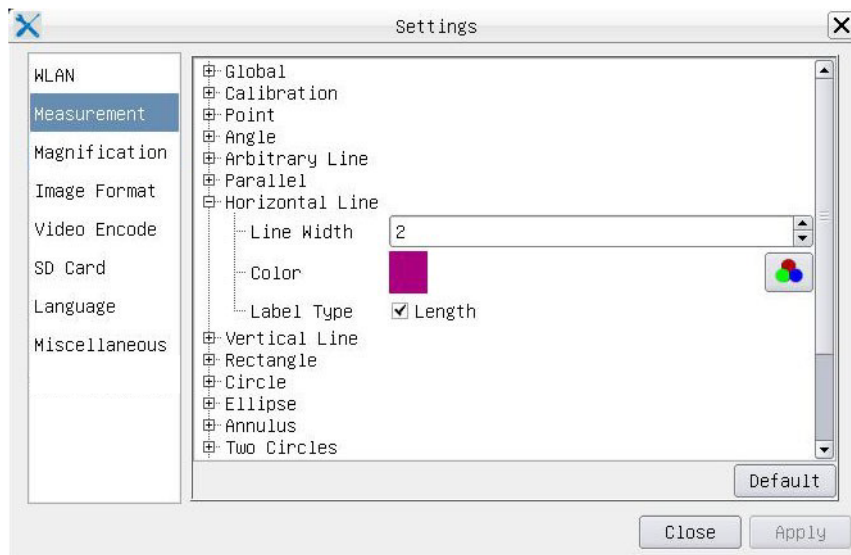 Settings
WLAN
Measurement
Magnification
Image Format
Video Encode
SD Card
Language
Miscellaneous
Global
Calibration
Point
Angle
Arbitrary Line
Parallel
Horizontal Line
Line Width 2
Color
Label Type Length
Vertical Line
Rectangle
Circle
Ellipse
Annulus
Two Circles
Default
Close Apply